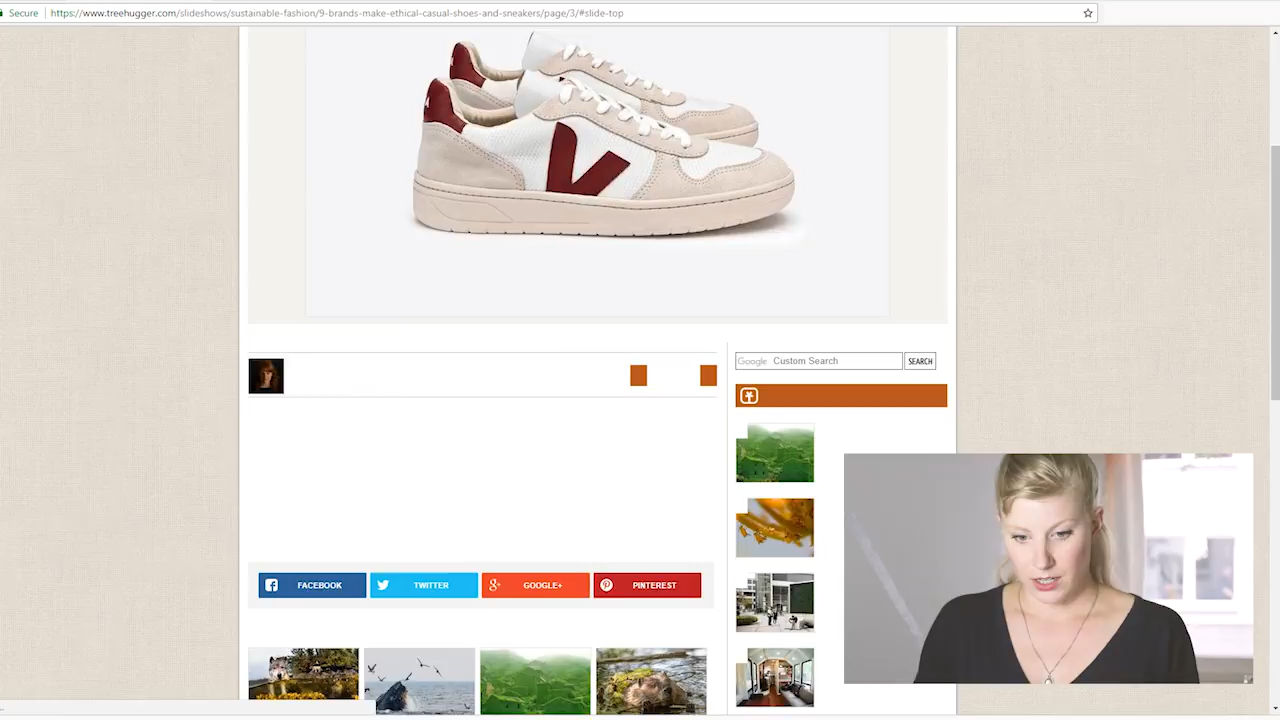 Secure
https://www.treehugger.com/slideshows/sustainable-fashion/9-brands-make-ethical-casual-shoes-and-sneakers/page/3/#slide-top
V
Google Custom Search
SEARCH
FACEBOOK
TWITTER
GOOGLE+
PINTEREST